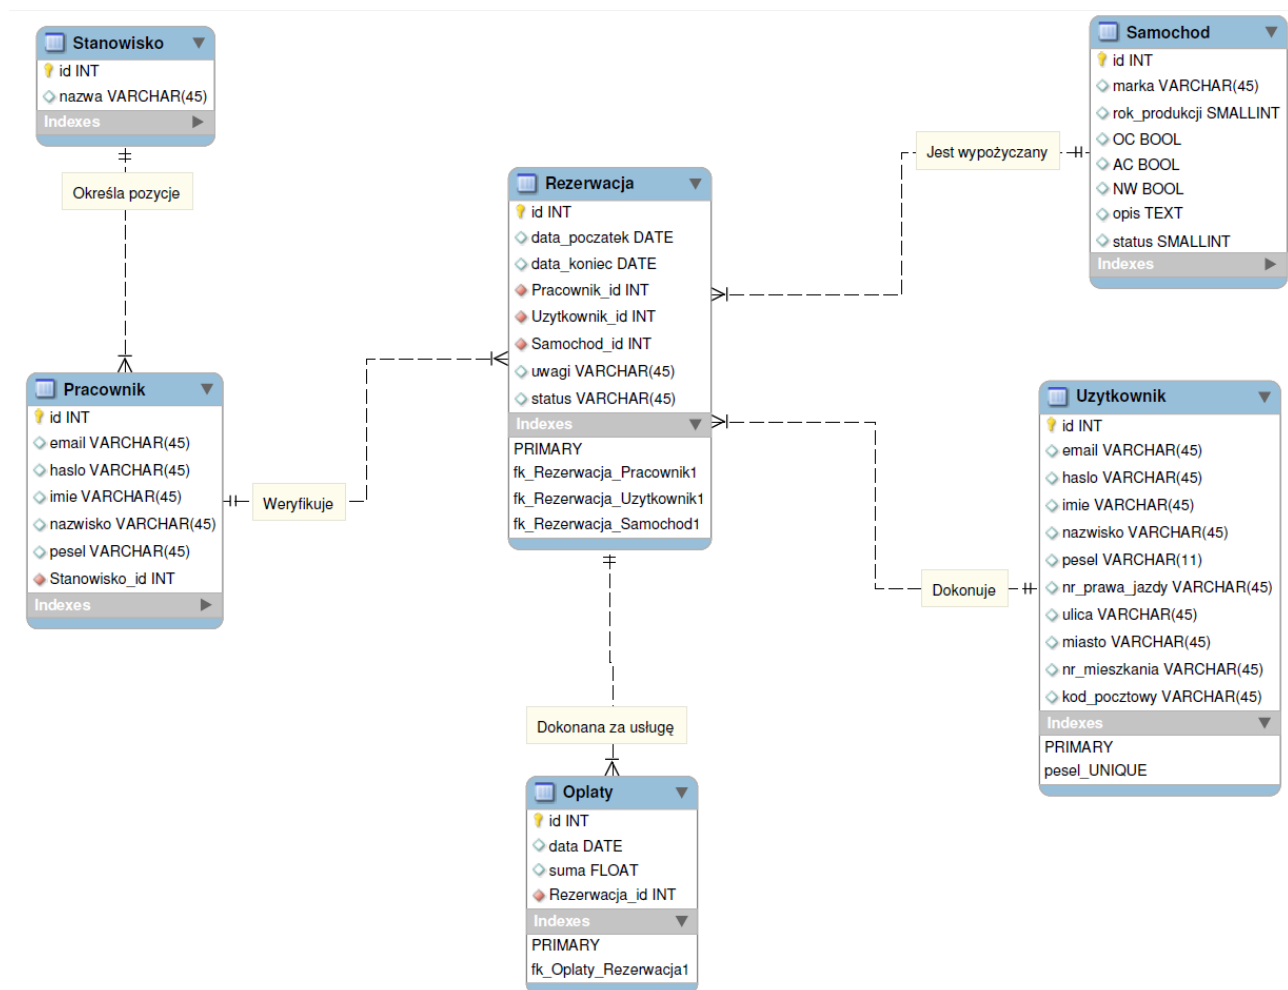 Stanowisko
id INT
nazwa VARCHAR(45)
Indexes
Określa pozycje
Pracownik
id INT
email VARCHAR(45)
haslo VARCHAR(45)
imie VARCHAR(45)
nazwisko VARCHAR(45)
pesel VARCHAR(45)
Stanowisko_id INT
Indexes
Weryfikuje
Rezerwacja
id INT
data_poczatek DATE
data_koniec DATE
Pracownik_id INT
Uzytkownik_id INT
Samochod_id INT
uwagi VARCHAR(45)
status VARCHAR(45)
Indexes
PRIMARY
fk_Rezerwacja_Pracownik1
fk_Rezerwacja_Uzytkownik1
fk_Rezerwacja_Samochod1
Dokonana za usługę
Oplaty
id INT
data DATE
suma FLOAT
Rezerwacja_id INT
Indexes
PRIMARY
fk_Oplaty_Rezerwacja1
Jest wypożyczany
Samochod
id INT
marka VARCHAR(45)
rok_produkcji SMALLINT
OC BOOL
AC BOOL
NW BOOL
opis TEXT
status SMALLINT
Indexes
Dokonuje
Uzytkownik
id INT
email VARCHAR(45)
haslo VARCHAR(45)
imie VARCHAR(45)
nazwisko VARCHAR(45)
pesel VARCHAR(11)
nr_prawa_jazdy VARCHAR(45)
ulica VARCHAR(45)
miasto VARCHAR(45)
nr_mieszkania VARCHAR(45)
kod_pocztowy VARCHAR(45)
Indexes
PRIMARY
pesel_UNIQUE